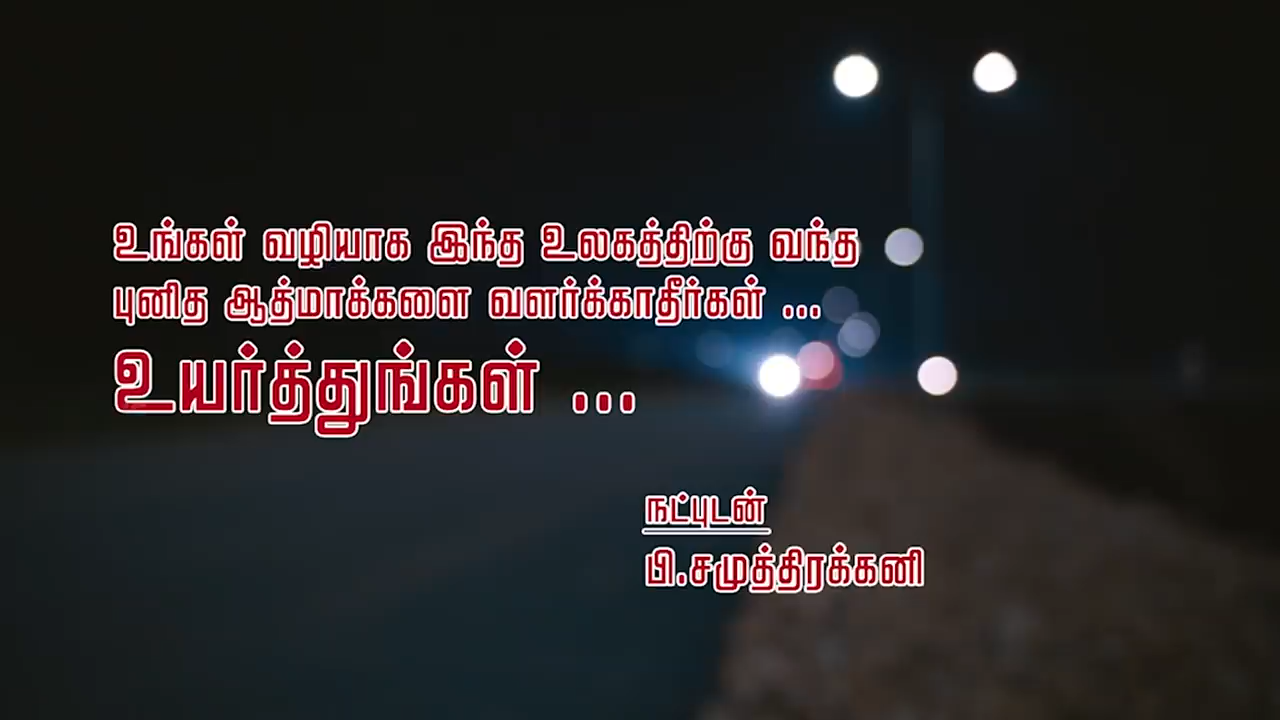 உங்கள் வழியாக இந்த உலகத்திற்கு வந்த
புனித ஆத்மாக்களை வளர்க்காதீர்கள் ...
உயர்த்துங்கள் ...
நட்புடன்
பி.சமுத்திரக்கனி